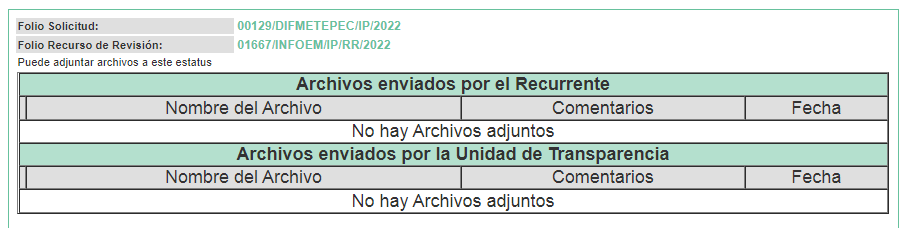 Folio Solicitud: 00129/DIFMETEPEC/IP/2022
Folio Recurso de Revisión: 01667/INFOEM/IP/RR/2022
Puede adjuntar archivos a este estatus
Archivos enviados por el Recurrente
Nombre del Archivo Comentarios Fecha
No hay Archivos adjuntos
Archivos enviados por la Unidad de Transparencia
Nombre del Archivo Comentarios Fecha
No hay Archivos adjuntos